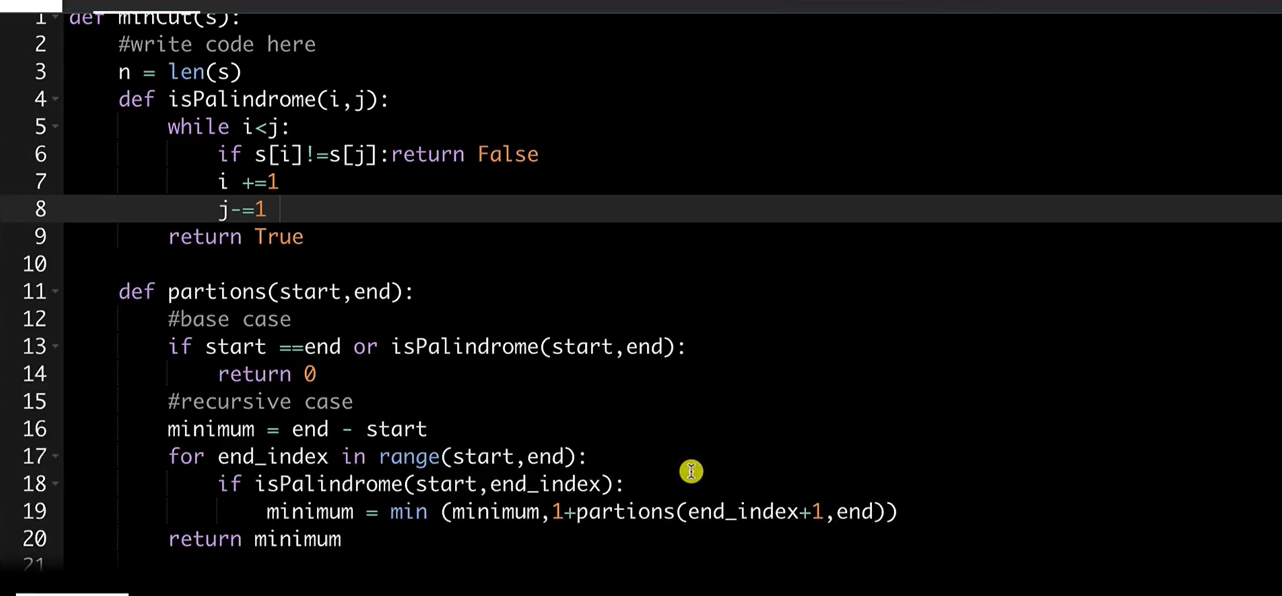 1 def minCut(s):
2 #write code here
3 n = len(s)
4 def isPalindrome(i,j):
5 while i<j:
6 if s[i]!=s[j]:return False
7 i +=1
8 j-=1
9 return True
10
11 def partions(start,end):
12 #base case
13 if start ==end or isPalindrome(start,end):
14 return 0
15 #recursive case
16 minimum = end - start
17 for end_index in range(start,end):
18 if isPalindrome(start,end_index):
19 minimum = min (minimum,1+partions(end_index+1,end))
20 return minimum
21